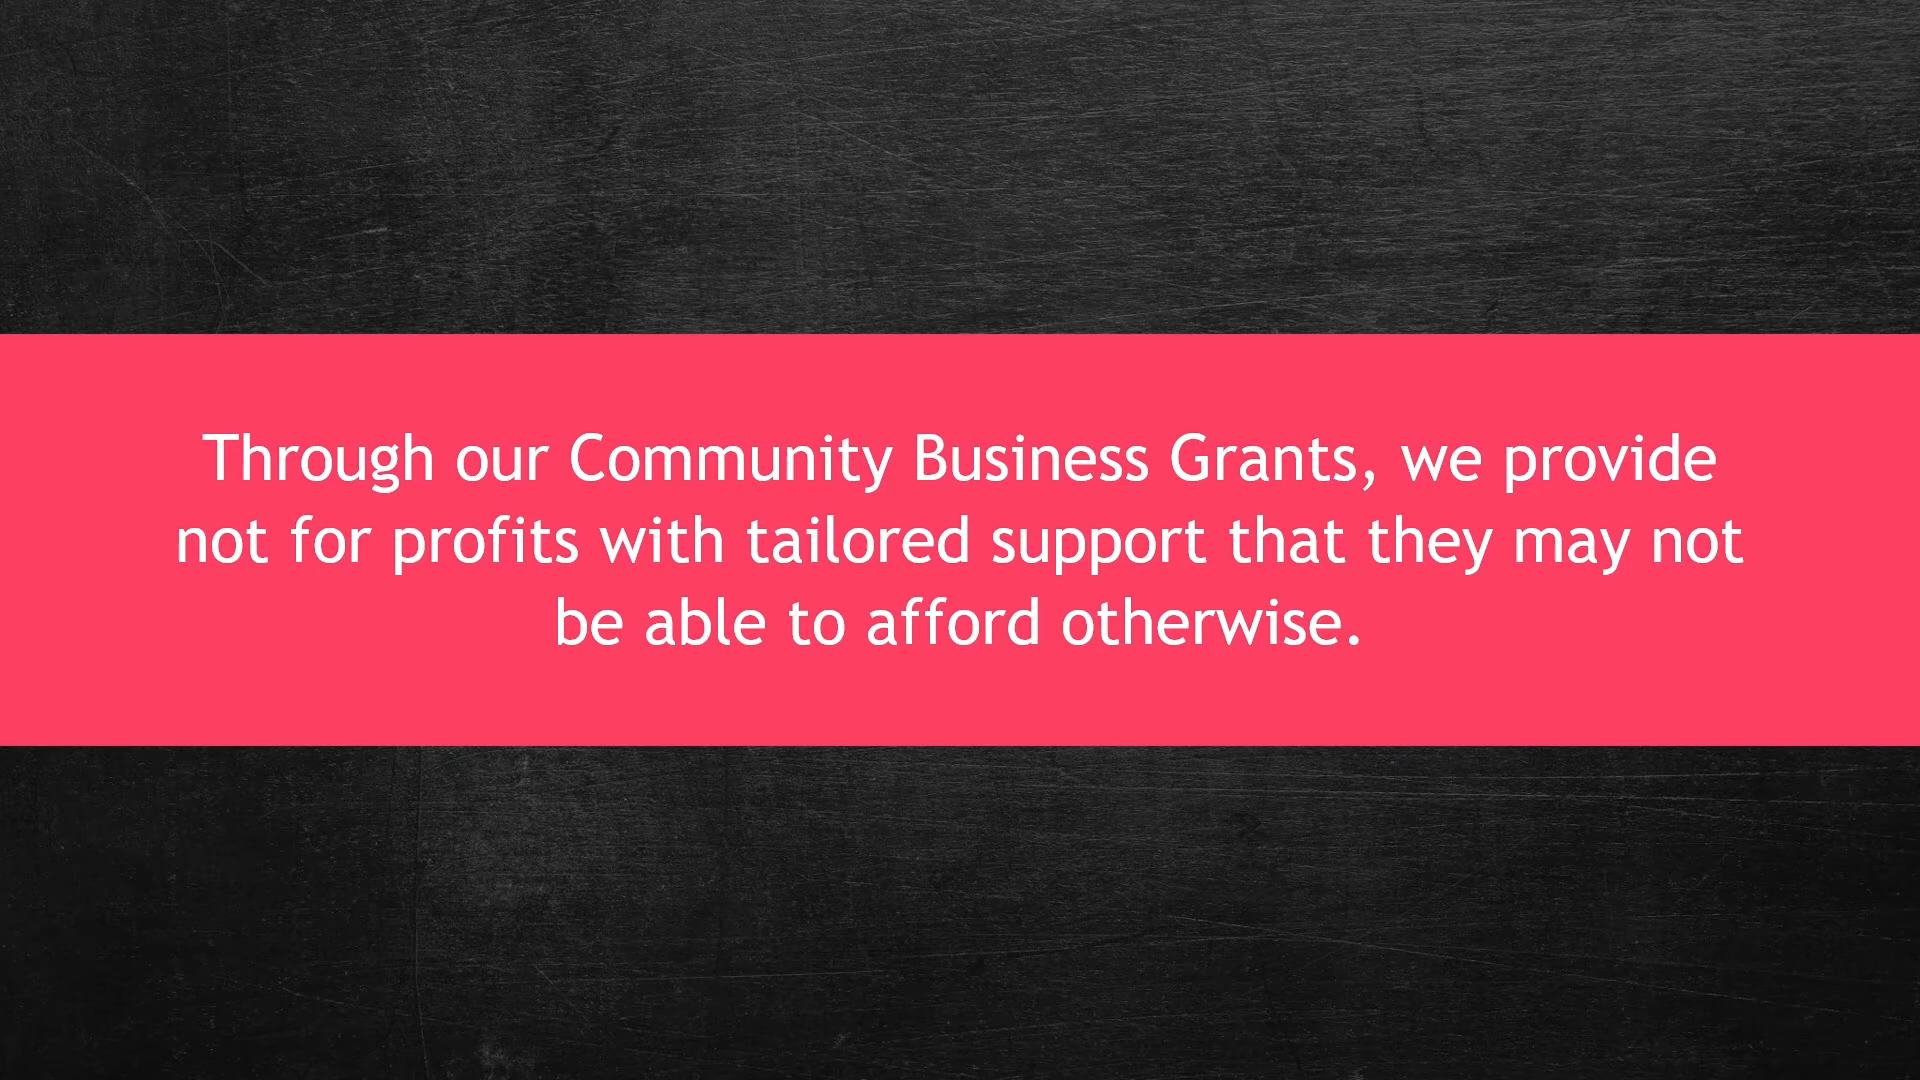 Through our Community Business Grants, we provide
not for profits with tailored support that they may not
be able to afford otherwise.